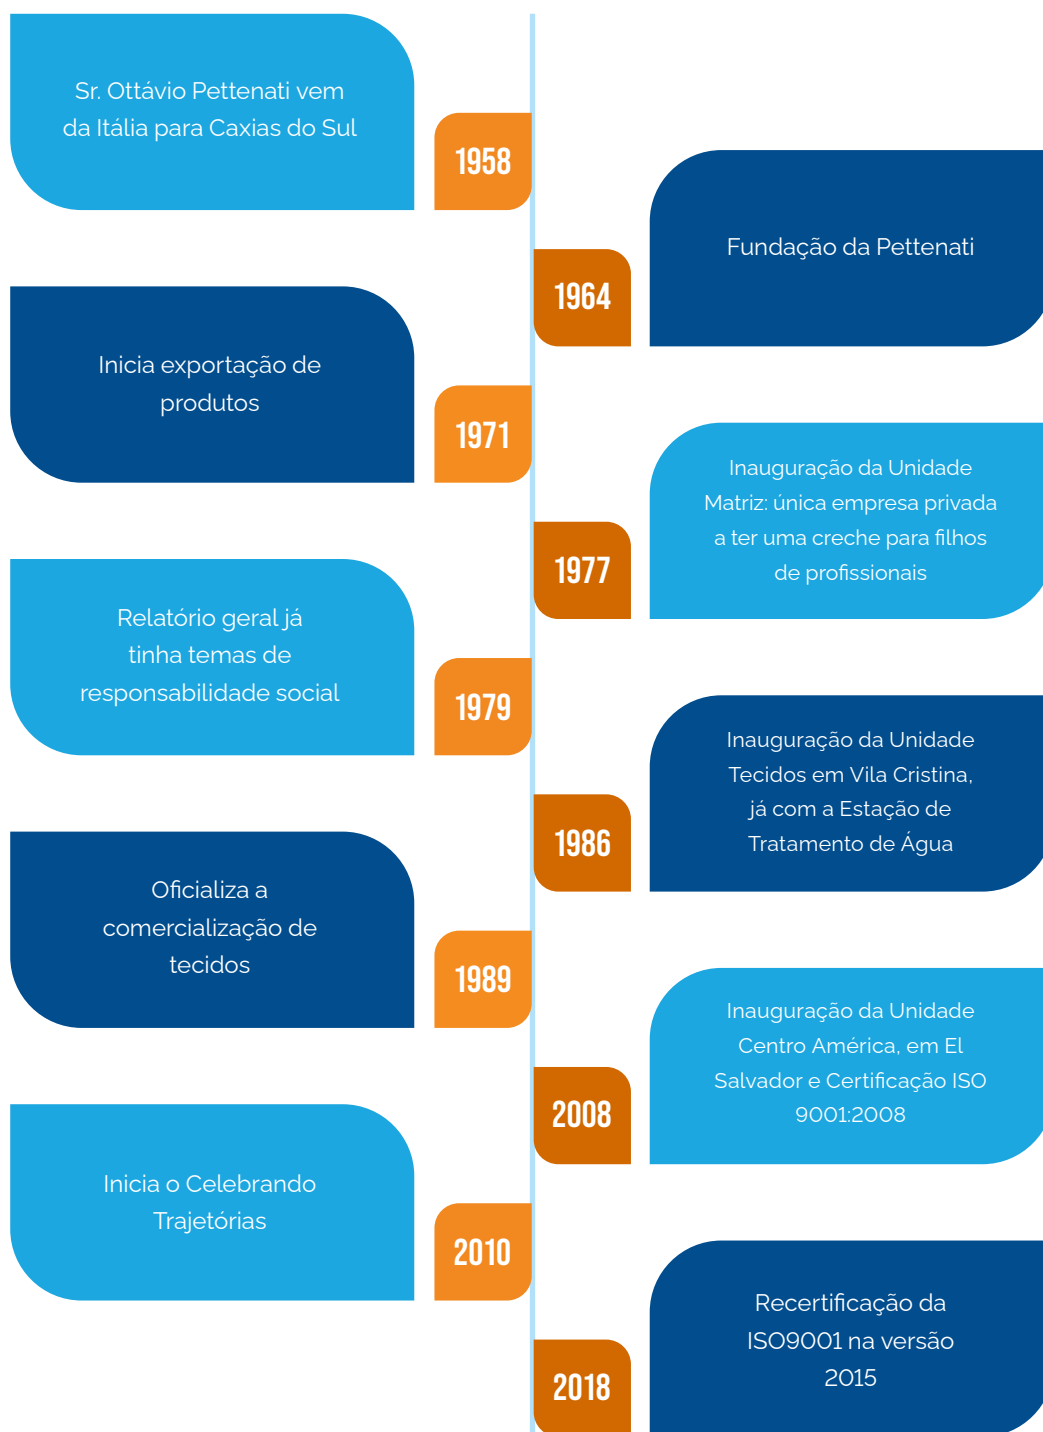 Sr. Ottávio Pettenati vem
da Itália para Caxias do Sul
1958
Fundação da Pettenati
1964
Inicia exportação de
produtos
1971
Inauguração da Unidade
Matriz: única empresa privada
a ter uma creche para filhos
de profissionais
1977
Relatório geral já
tinha temas de
responsabilidade social
1979
Inauguração da Unidade
Tecidos em Vila Cristina,
já com a Estação de
Tratamento de Água
1986
Oficializa a
comercialização de
tecidos
1989
Inauguração da Unidade
Centro América, em El
Salvador e Certificação ISO
9001:2008
2008
Inicia o Celebrando
Trajetórias
2010
Recertificação da
ISO9001 na versão
2015
2018